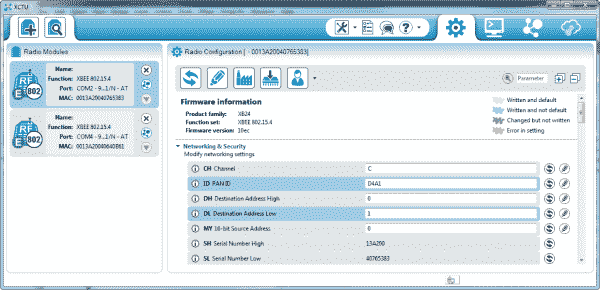 XCTU
Radio Modules
Name:
Function: XBEE 802.15.4
Port: COM2 - 9...1/N - AT
MAC: 0013A20040765383
Name:
Function: XBEE 802.15.4
Port: COM4 - 9...1/N - AT
MAC: 0013A20040640B61
Radio Configuration [ - 0013A20040765383]
Parameter
Firmware information
Product family: XB24
Function set: XBEE 802.15.4
Firmware version: 10ec
Written and default
Written and not default
Changed but not written
Error in setting
Networking & Security
Modify networking settings
CH Channel C
ID PAN ID D4A1
DH Destination Address High 0
DL Destination Address Low 1
MY 16-bit Source Address 0
SH Serial Number High 13A200
SL Serial Number Low 40765383